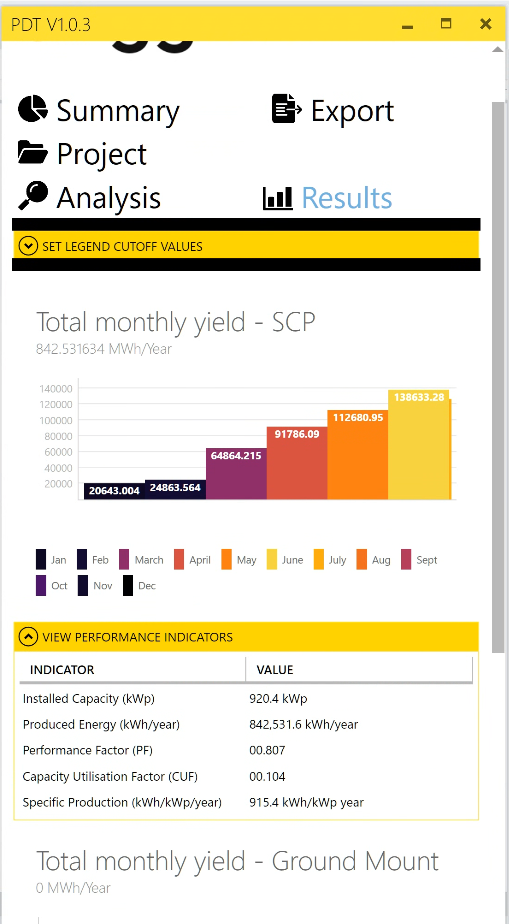 PDT V1.0.3
Summary
Export
Project
Analysis
Results
SET LEGEND CUTOFF VALUES
Total monthly yield - SCP
842.531634 MWh/Year
140000
120000
100000
80000
60000
40000
20000
20643.004
24863.564
64864.215
91786.09
112680.95
138633.28
Jan Feb March April May June July Aug Sept
Oct Nov Dec
VIEW PERFORMANCE INDICATORS
INDICATOR VALUE
Installed Capacity (kWp) 920.4 kWp
Produced Energy (kWh/year) 842,531.6 kWh/year
Performance Factor (PF) 00.807
Capacity Utilisation Factor (CUF) 00.104
Specific Production (kWh/kWp/year) 915.4 kWh/kWp year
Total monthly yield - Ground Mount
0 MWh/Year